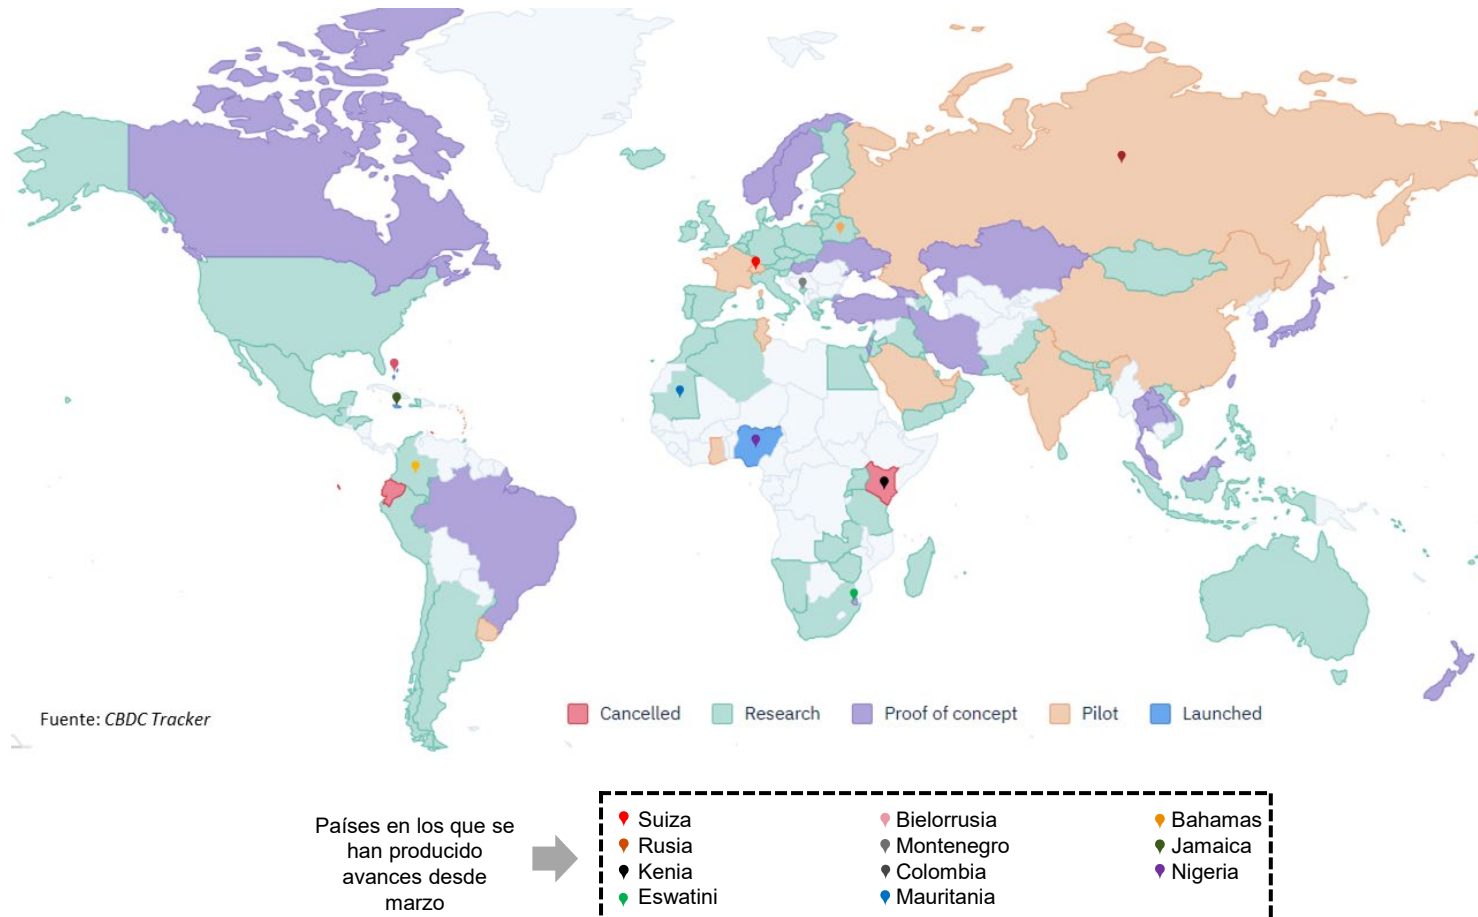 Fuente: CBDC Tracker
Cancelled
Research
Proof of concept
Pilot
Launched
Países en los que se
han producido
avances desde
marzo
Suiza
Rusia
Kenia
Eswatini
Bielorrusia
Montenegro
Colombia
Mauritania
Bahamas
Jamaica
Nigeria